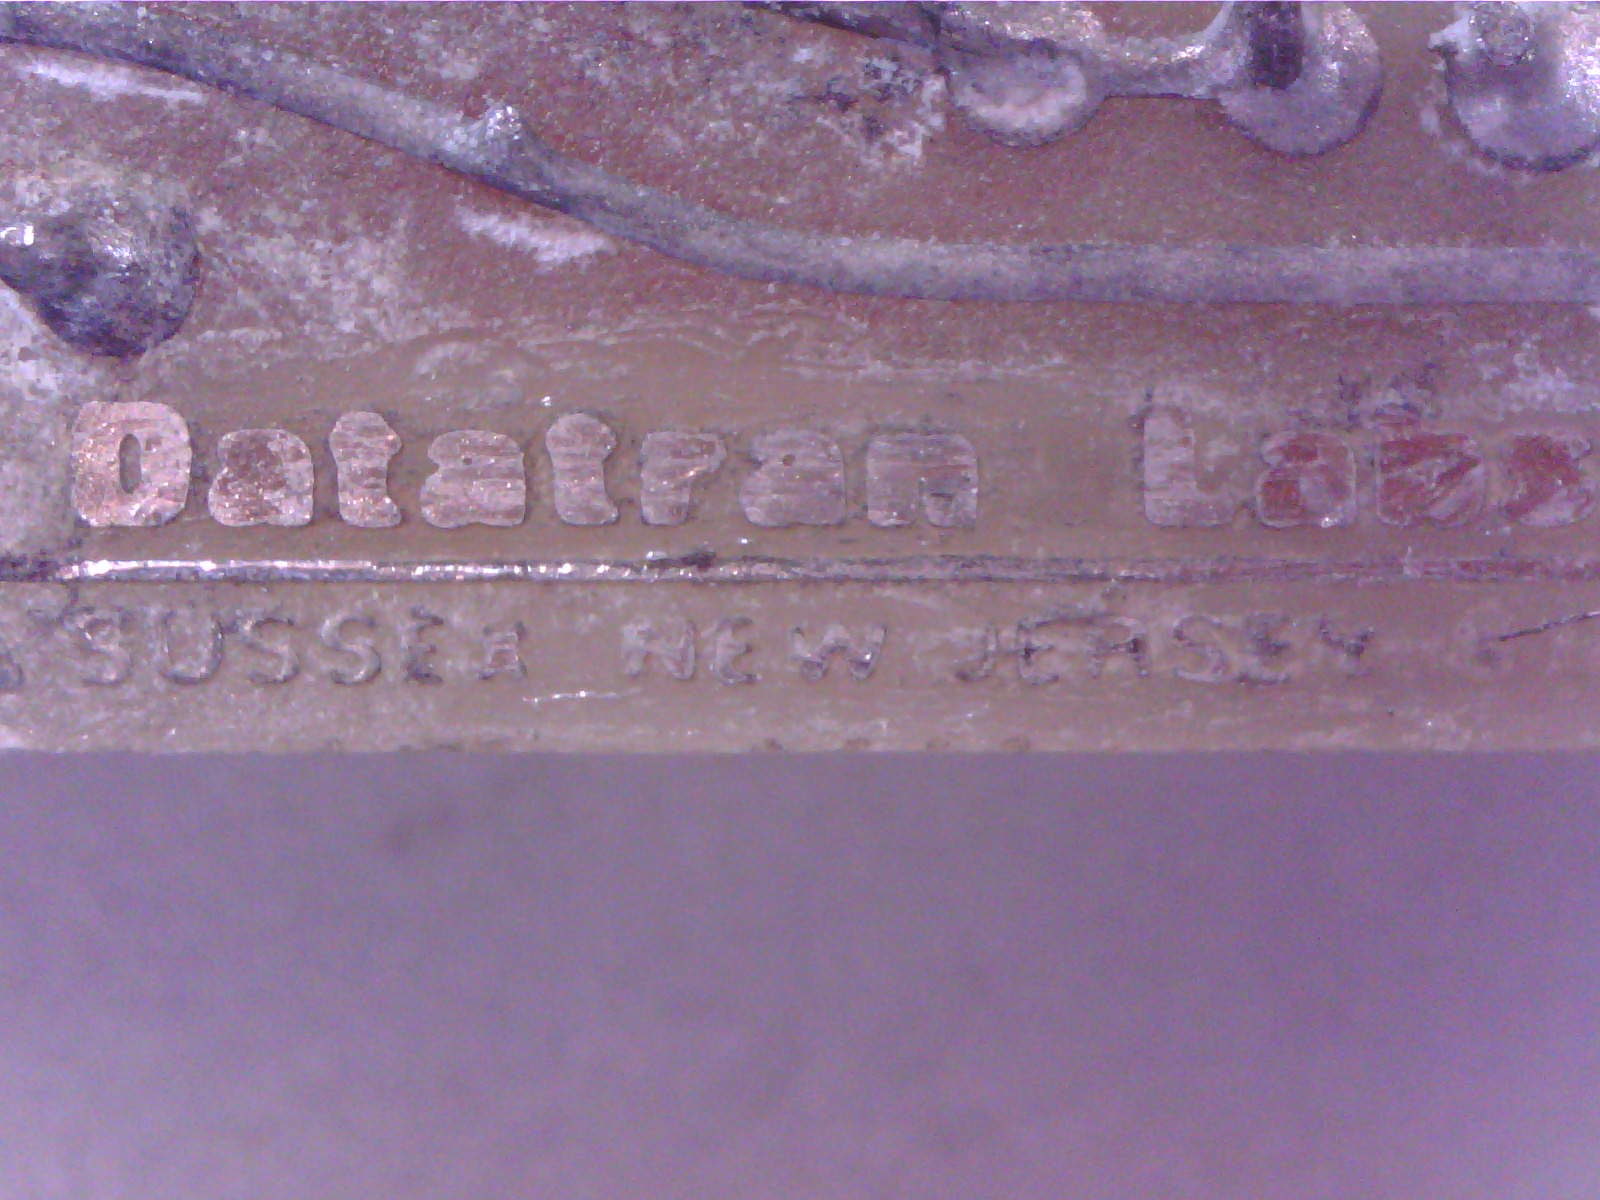 Datatran Labs
SUSSEX NEW JERSEY